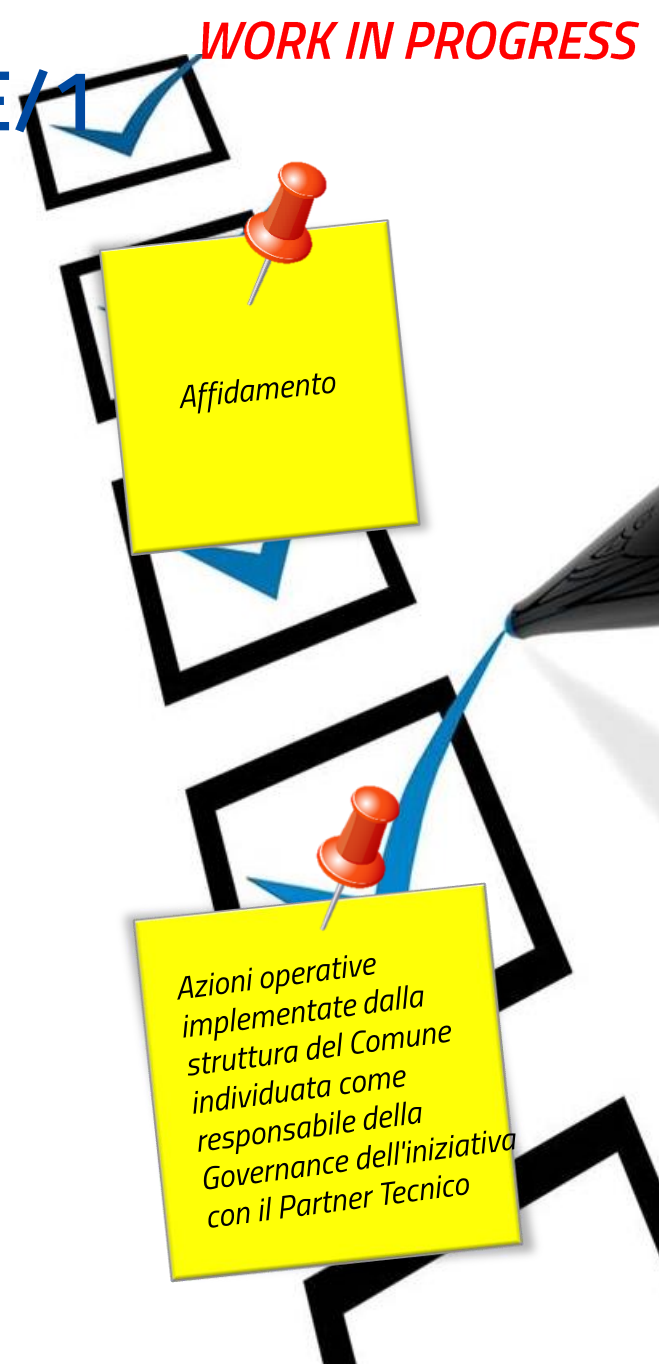 WORK IN PROGRESS
E/1
Affidamento
Azioni operative
implementate dalla
struttura del Comune
individuata come
responsabile della
Governance dell'iniziativa
con il Partner Tecnico